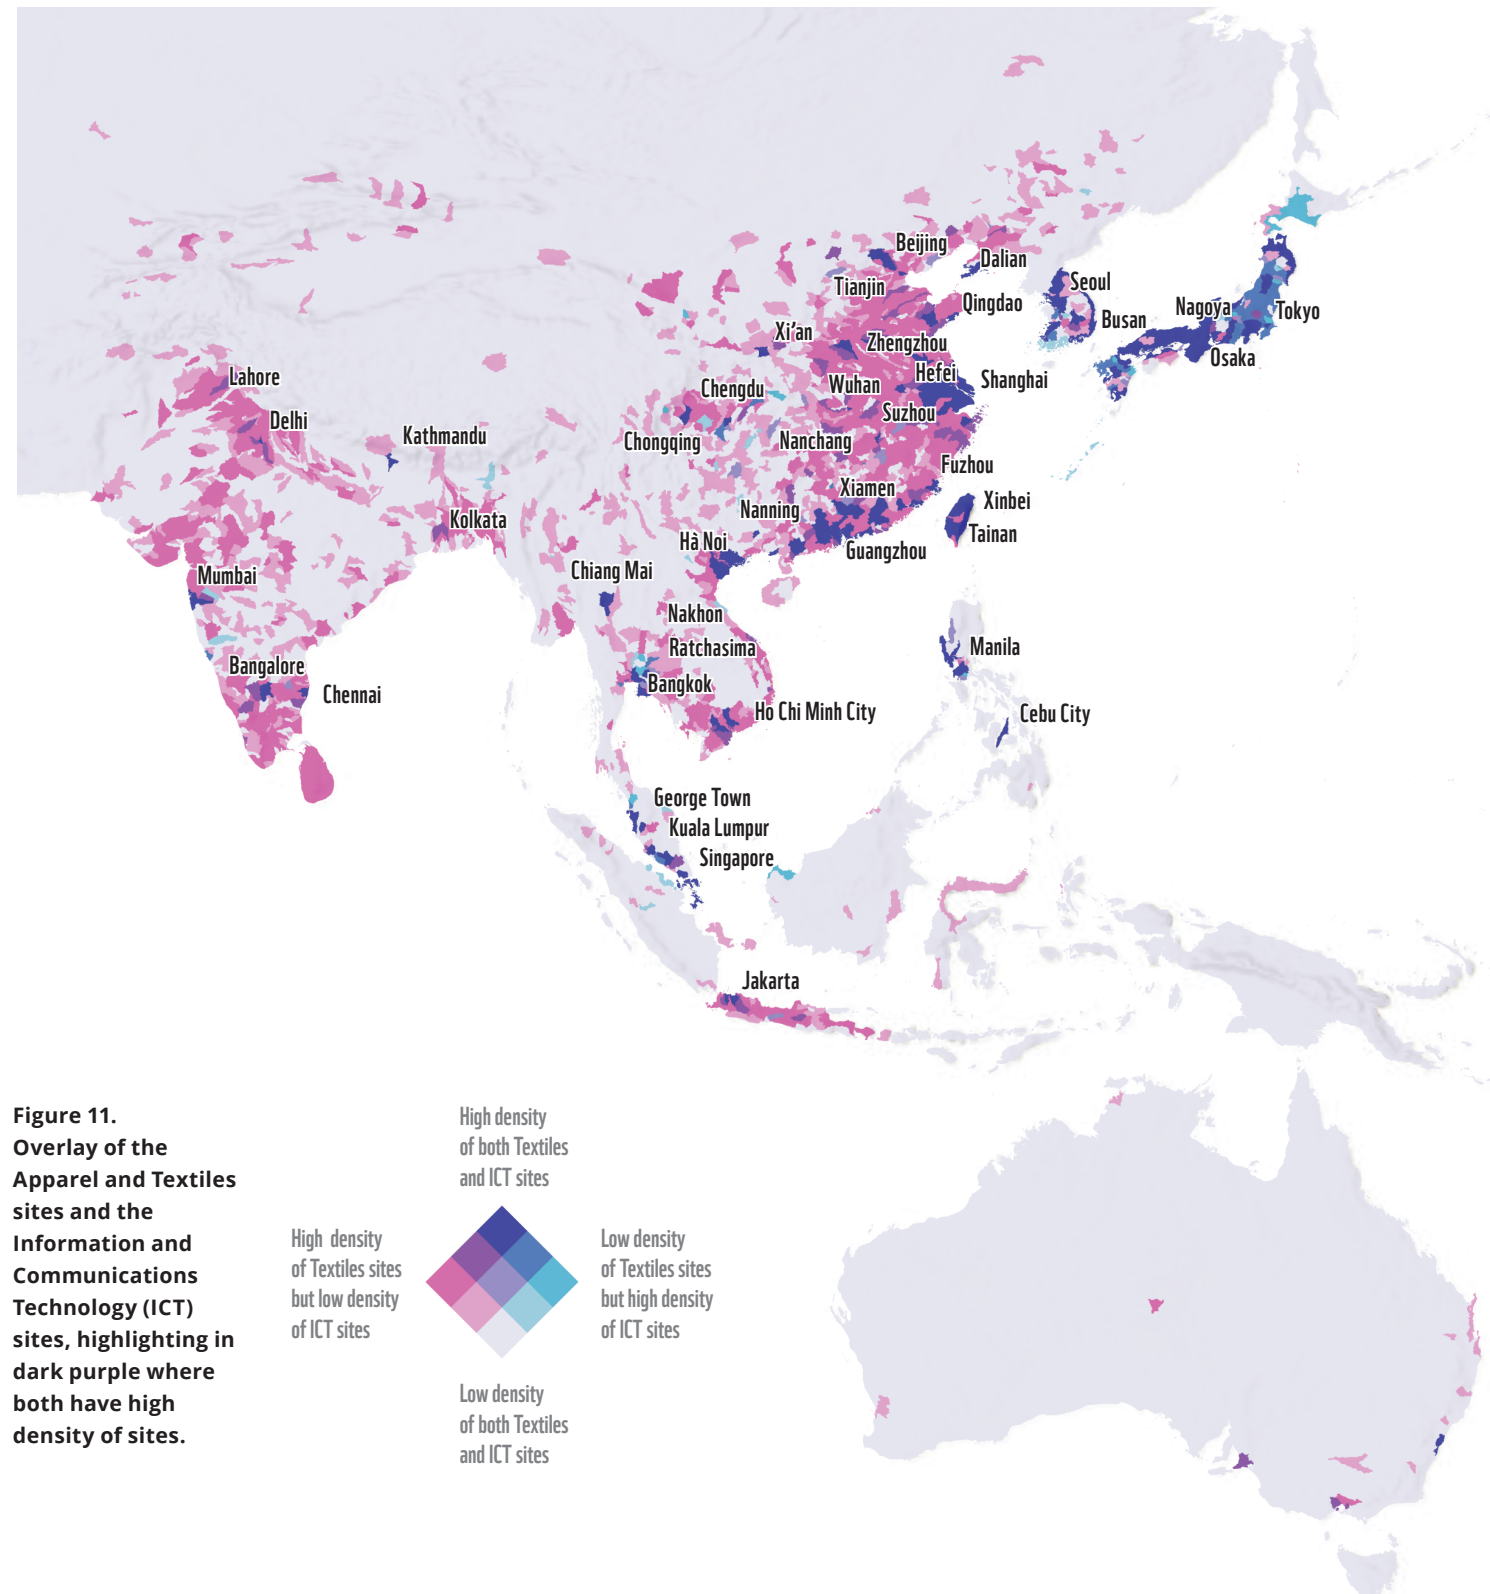 Beijing
Dalian
Tianjin
Seoul
Qingdao
Nagoya
Tokyo
Busan
Xi'an
Zhengzhou
Osaka
Lahore
Hefei
Shanghai
Chengdu
Wuhan
Suzhou
Delhi
Kathmandu
Chongqing
Nanchang
Fuzhou
Xiamen
Xinbei
Nanning
Kolkata
Tainan
Hà Noi
Guangzhou
Mumbai
Chiang Mai
Nakhon
Ratchasima
Manila
Bangalore
Bangkok
Chennai
Ho Chi Minh City
Cebu City
George Town
Kuala Lumpur
Singapore
Jakarta
Figure 11.
Overlay of the
Apparel and Textiles
sites and the
Information and
Communications
Technology (ICT)
sites, highlighting in
dark purple where
both have high
density of sites.
High density
of both Textiles
and ICT sites
High density
of Textiles sites
but low density
of ICT sites
Low density
of Textiles sites
but high density
of ICT sites
Low density
of both Textiles
and ICT sites